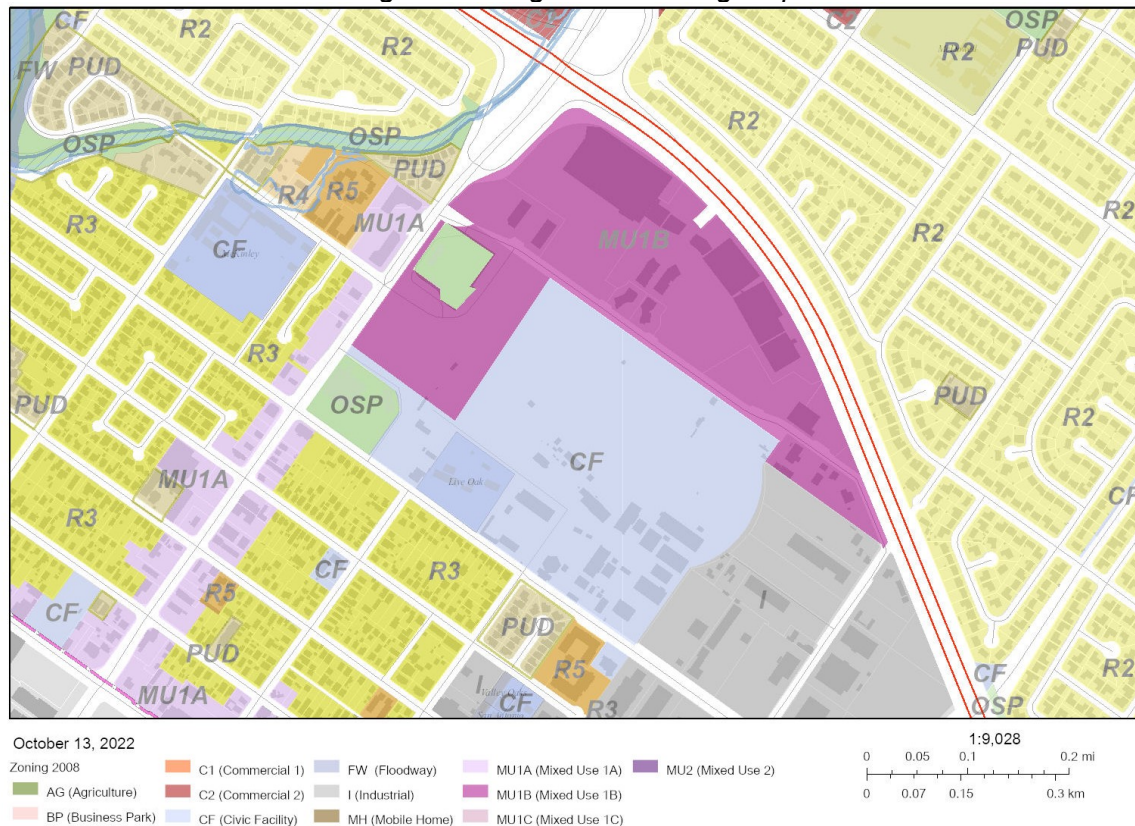 CF
R2
R2
C2
OSP
R2
PUD
FW
PUD
R2
OSP
OSP
PUD
R4
R5
R2
R3
MU1A
R2
CF
MU1B
R2
R3
OSP
PUD
PUD
R2
MU1A
CF
Live Oak
CF
R3
CF
R3
I
CF
R5
PUD
PUD
R5
MU1A
I
CF
R3
CF
OSP
R2
October 13, 2022
Zoning 2008
AG (Agriculture)
BP (Business Park)
C1 (Commercial 1)
C2 (Commercial 2)
CF (Civic Facility)
FW (Floodway)
I (Industrial)
MH (Mobile Home)
MU1A (Mixed Use 1A)
MU1B (Mixed Use 1B)
MU1C (Mixed Use 1C)
MU2 (Mixed Use 2)
1:9,028
0 0.05 0.1 0.2 mi
0 0.07 0.15 0.3 km